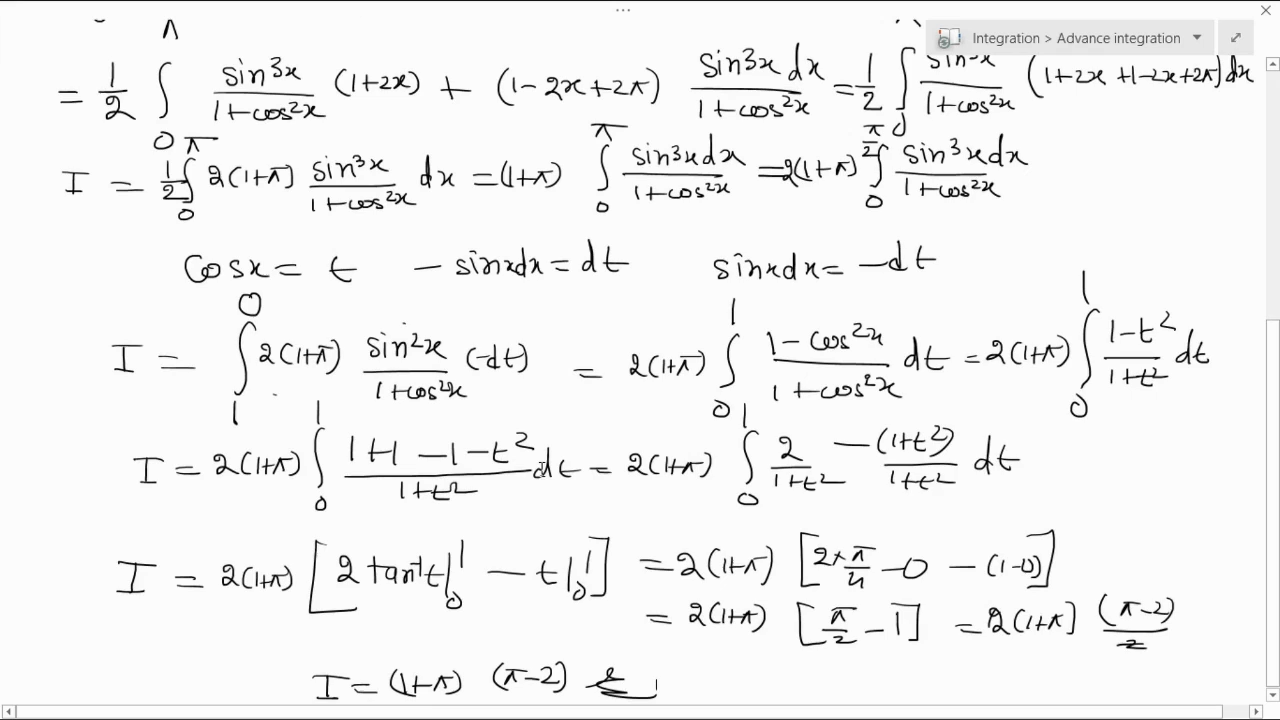 Integration > Advance integration
= 1/2 ∫₀^π sin³x/(1+cos²x) (1+2x) + (1-2x+2π) sin³x dx/(1+cos²x) = 1/2 ∫₀ sin³x/(1+cos²x) (1+2x+1-2x+2π) dx
I = 1/2 ∫₀^π 2(1+π) sin³x/(1+cos²x) dx = (1+π) ∫₀^π sin³x dx/(1+cos²x) = 2(1+π) ∫₀^(π/2) sin³x dx/(1+cos²x)
cosx = t - sinx dx = dt sinx dx = -dt
I = ∫₁⁰ 2(1+π) sin²x/(1+cos²x) (-dt) = 2(1+π) ∫₀¹ (1-cos²x)/(1+cos²x) dt = 2(1+π) ∫₀¹ (1-t²)/(1+t²) dt
I = 2(1+π) ∫₀¹ (1+1-1-t²)/(1+t²) dt = 2(1+π) ∫₀¹ 2/(1+t²) - (1+t²)/(1+t²) dt
I = 2(1+π) [2 tan⁻¹t|₀¹ - t|₀¹] = 2(1+π) [2×π/4 - 0 - (1-0)]
= 2(1+π) [π/2 - 1] = 2(1+π] (π-2)/2
I = (1+π) (π-2)